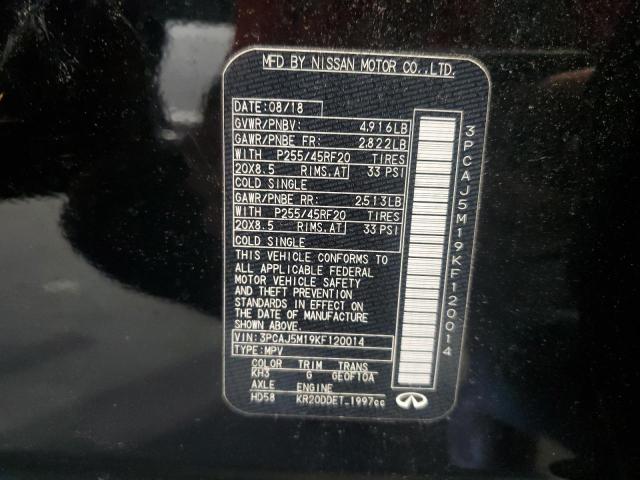 MFD BY NISSAN MOTOR CO.,LTD.
DATE: 08/18
GVWR/PNBV: 4,916LB
GAWR/PNBE FR: 2,822LB
WITH P255/45RF20 TIRES
20X8.5 RIMS,AT 33 PSI
COLD SINGLE
GAWR/PNBE RR: 2,513LB
WITH P255/45RF20 TIRES
20X8.5 RIMS,AT 33 PSI
COLD SINGLE
THIS VEHICLE CONFORMS TO
ALL APPLICABLE FEDERAL
MOTOR VEHICLE SAFETY
AND THEFT PREVENTION
STANDARDS IN EFFECT ON
THE DATE OF MANUFACTURE
SHOWN ABOVE.
VIN: 3PCAJ5M19KF120014
TYPE: MPV
COLOR TRIM TRANS
KH3 G GE0F10A
AXLE ENGINE
HD58 KR20DDET 1997cc
3PCAJ5M19KF120014